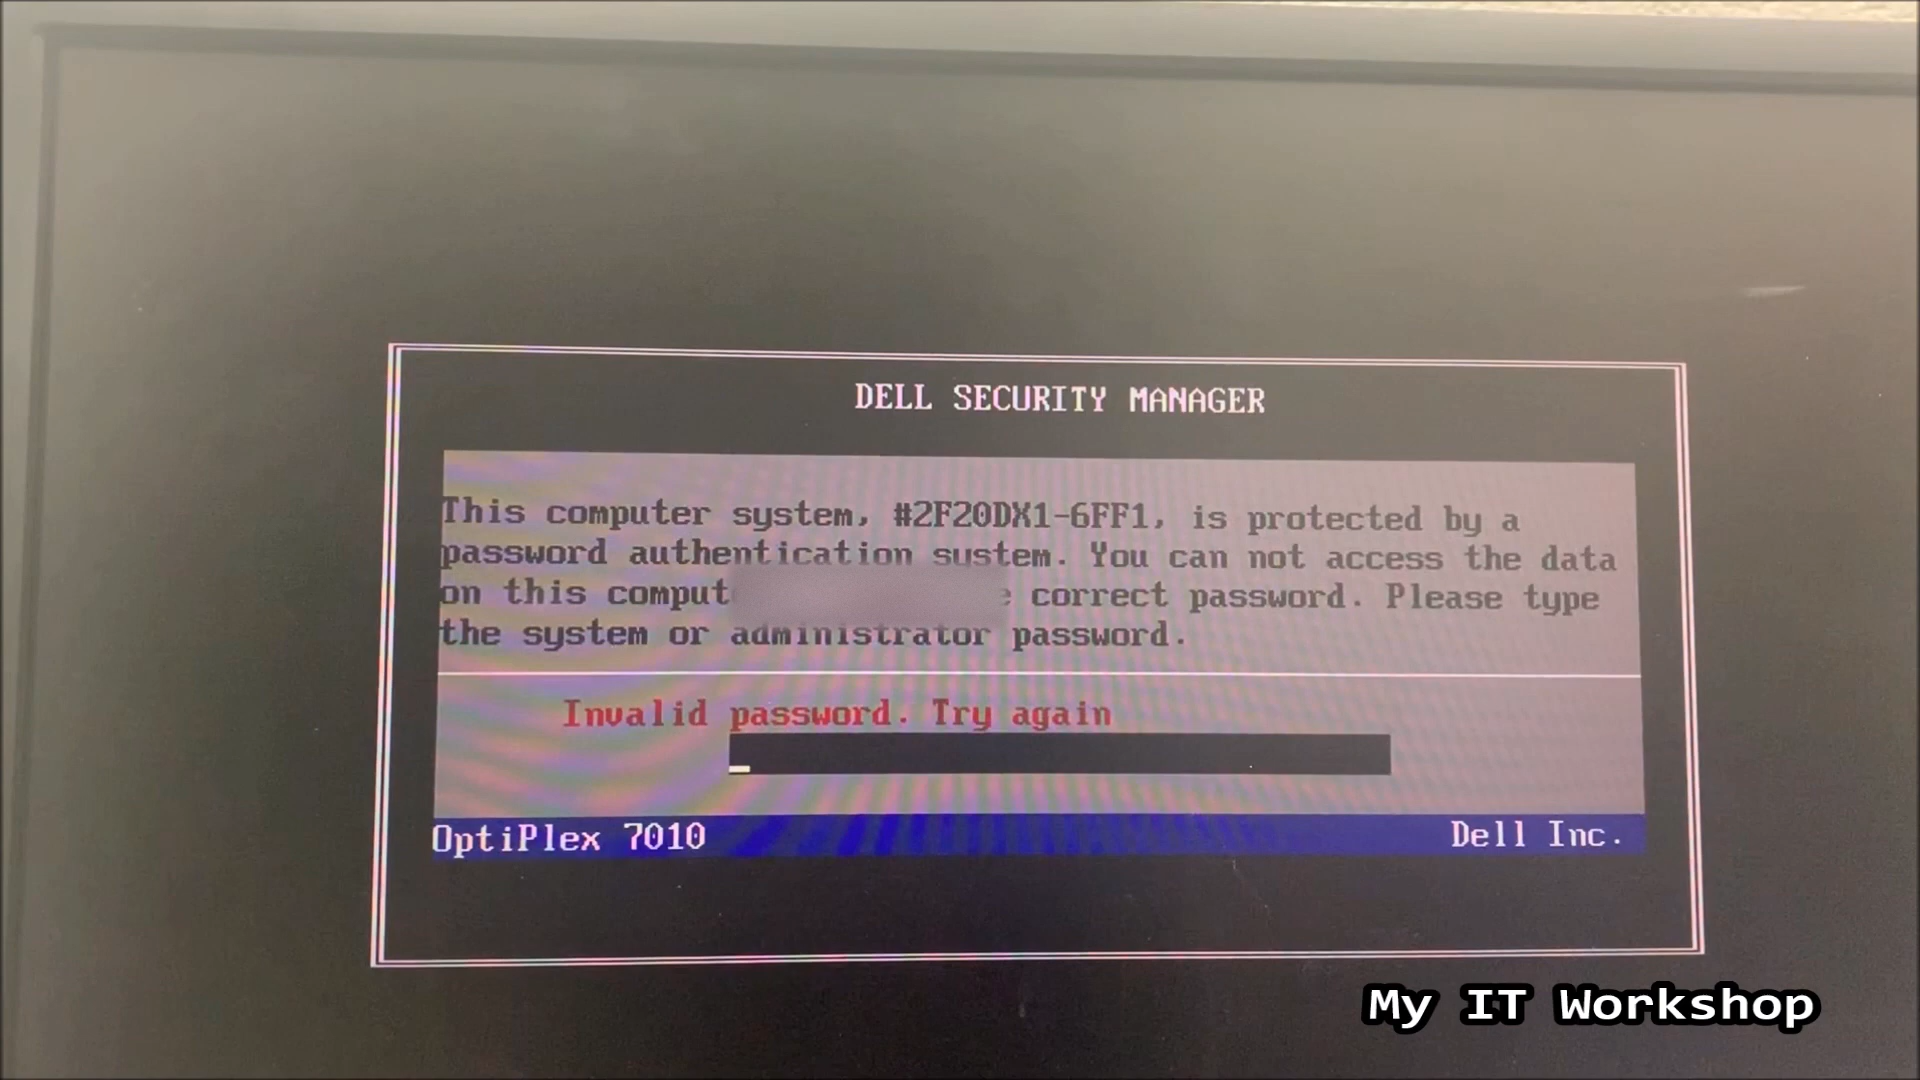 DELL SECURITY MANAGER
This computer system, #2F20DX1-6FF1, is protected by a
password authentication system. You can not access the data
on this comput correct password. Please type
the system or administrator password.
Invalid password. Try again
OptiPlex 7010 Dell Inc.
My IT Workshop